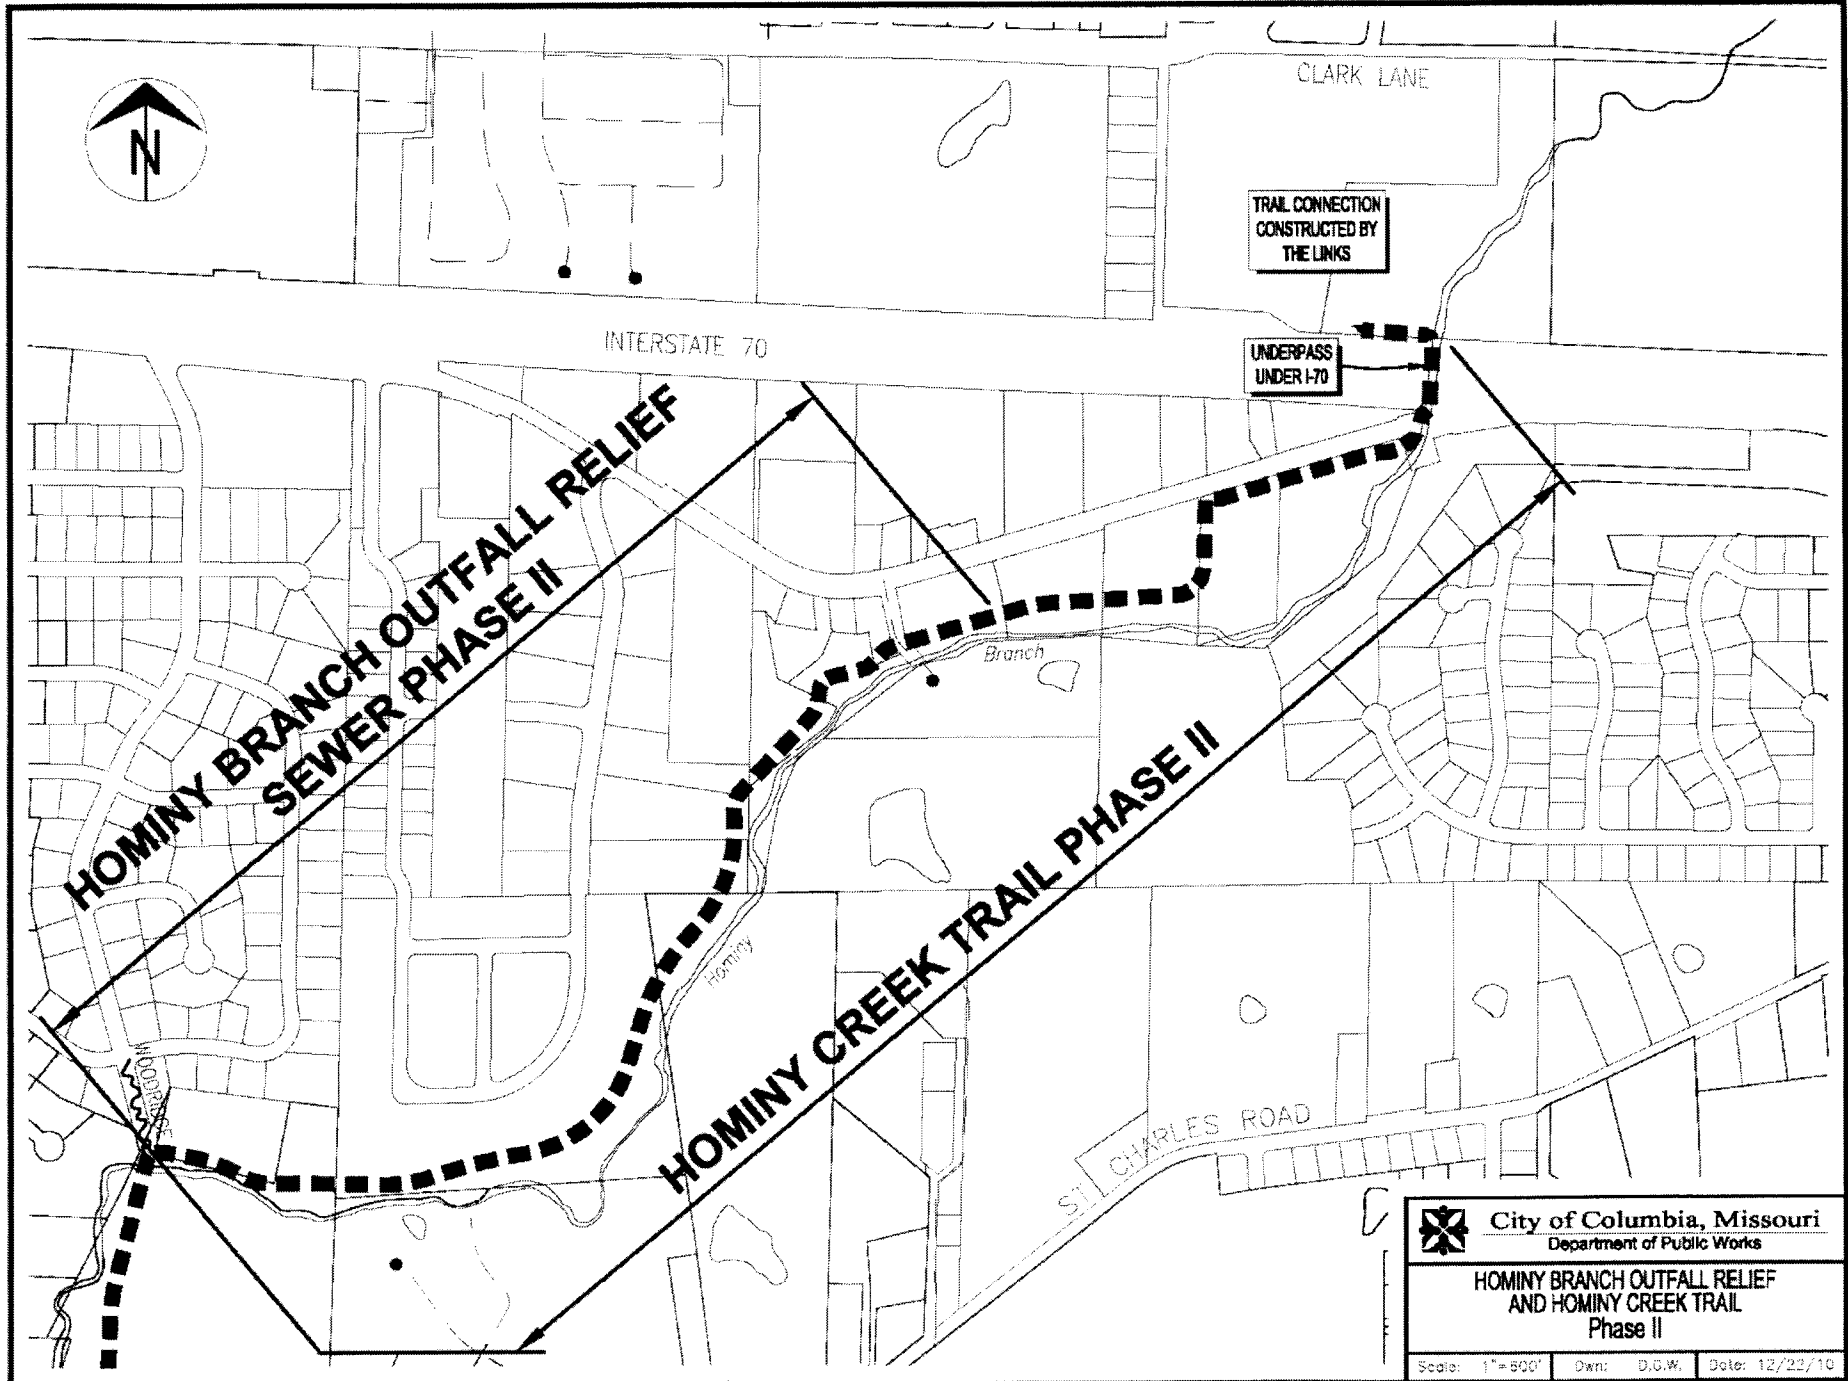 CLARK LANE
N
TRAIL CONNECTION
CONSTRUCTED BY
THE LINKS
INTERSTATE 70
UNDERPASS
UNDER I-70
HOMINY BRANCH OUTFALL RELIEF
SEWER PHASE II
Branch
HOMINY CREEK TRAIL PHASE II
Hominy
WOODRIDGE
ST CHARLES ROAD
City of Columbia, Missouri
Department of Public Works
HOMINY BRANCH OUTFALL RELIEF
AND HOMINY CREEK TRAIL
Phase II
Scale: 1"=600' Dwn: D.G.W. Date: 12/22/10